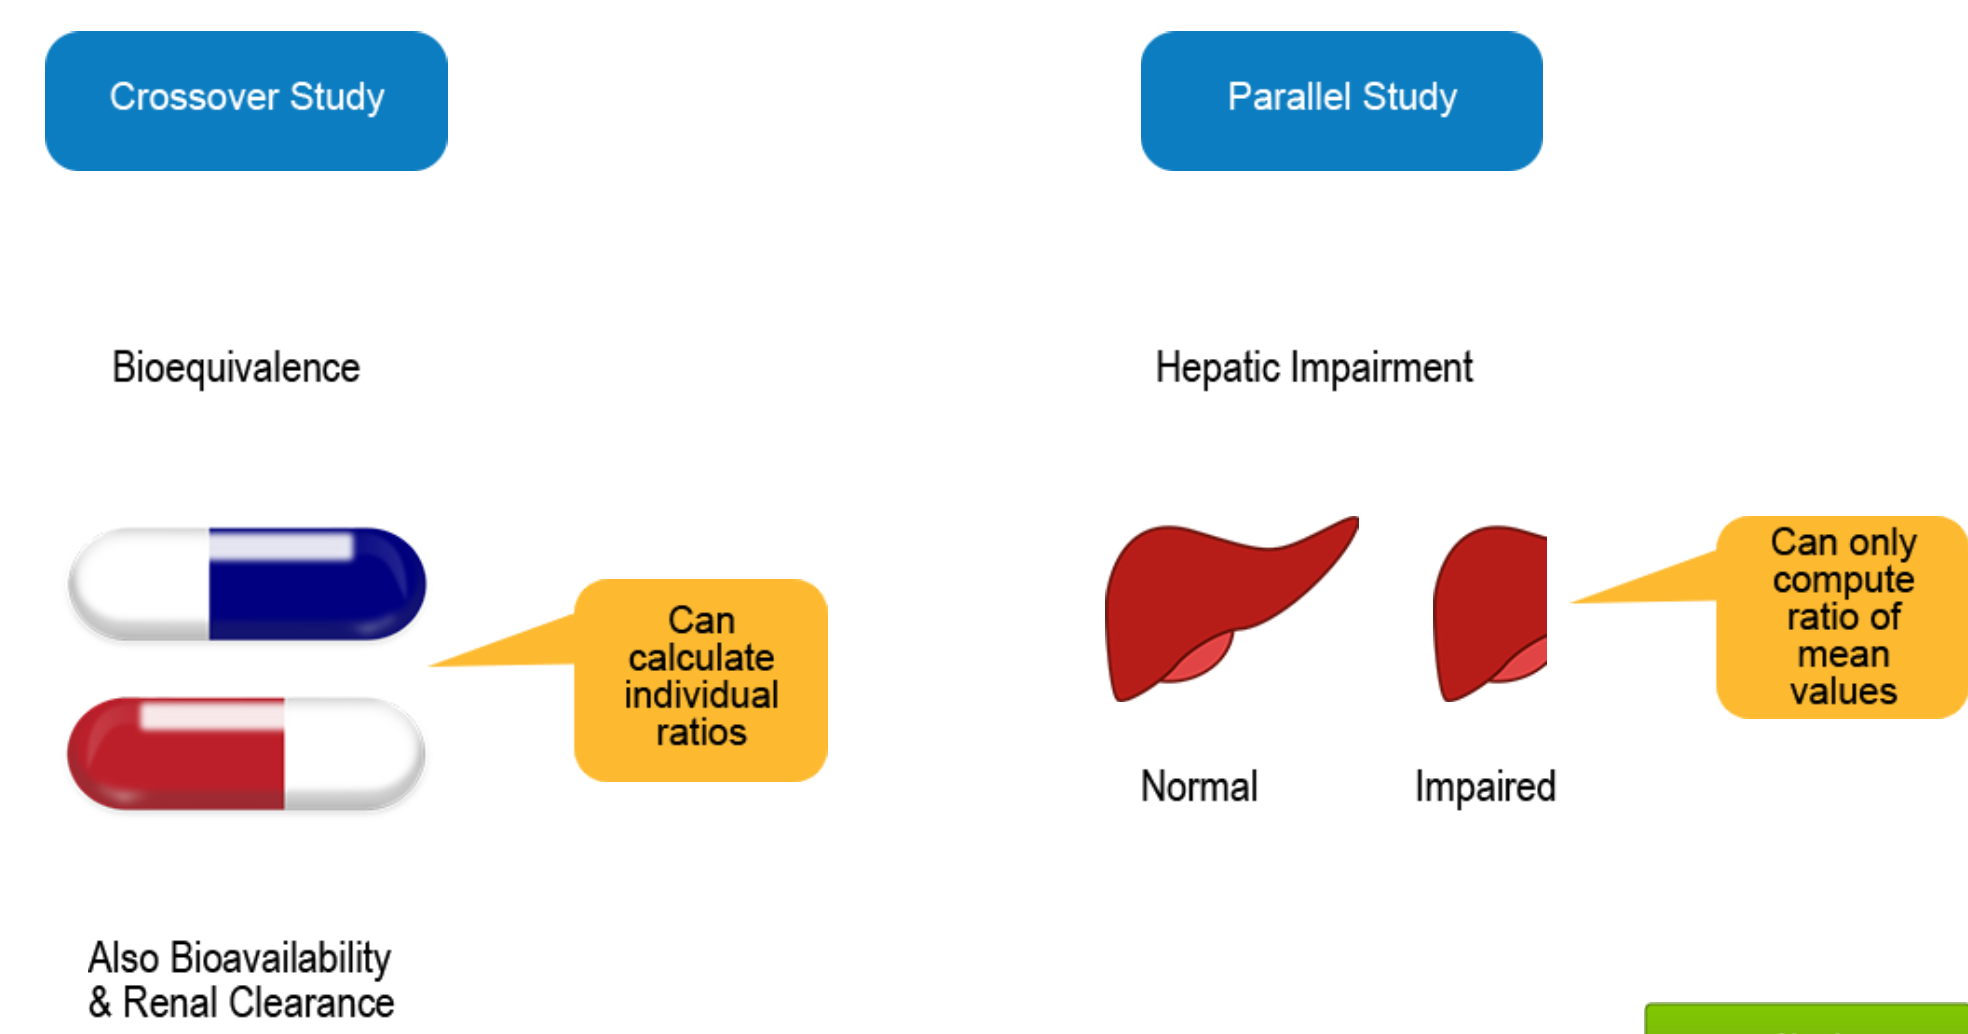 Crossover Study
Parallel Study
Bioequivalence
Hepatic Impairment
Can
calculate
individual
ratios
Can only
compute
ratio of
mean
values
Normal
Impaired
Also Bioavailability
& Renal Clearance